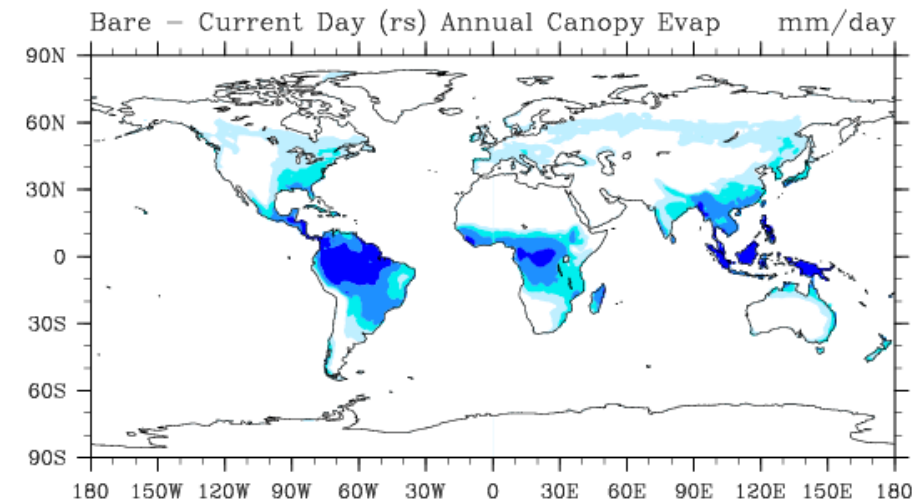 Bare - Current Day (rs) Annual Canopy Evap mm/day
90N
60N
30N
0
30S
60S
90S
180 150W 120W 90W 60W 30W 0 30E 60E 90E 120E 150E 180